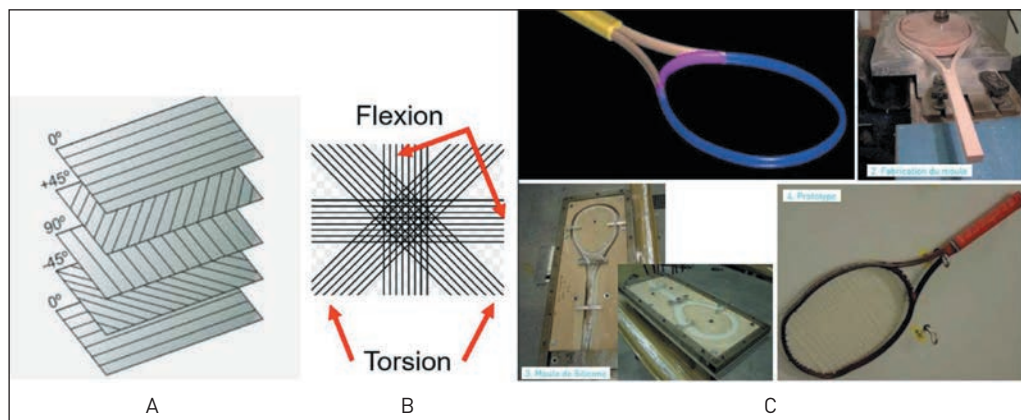 0°
+45°
90°
-45°
0°
A
Flexion
Torsion
B
2. Fabrication du moule
3. Moule de Silicone
4. Prototype
C